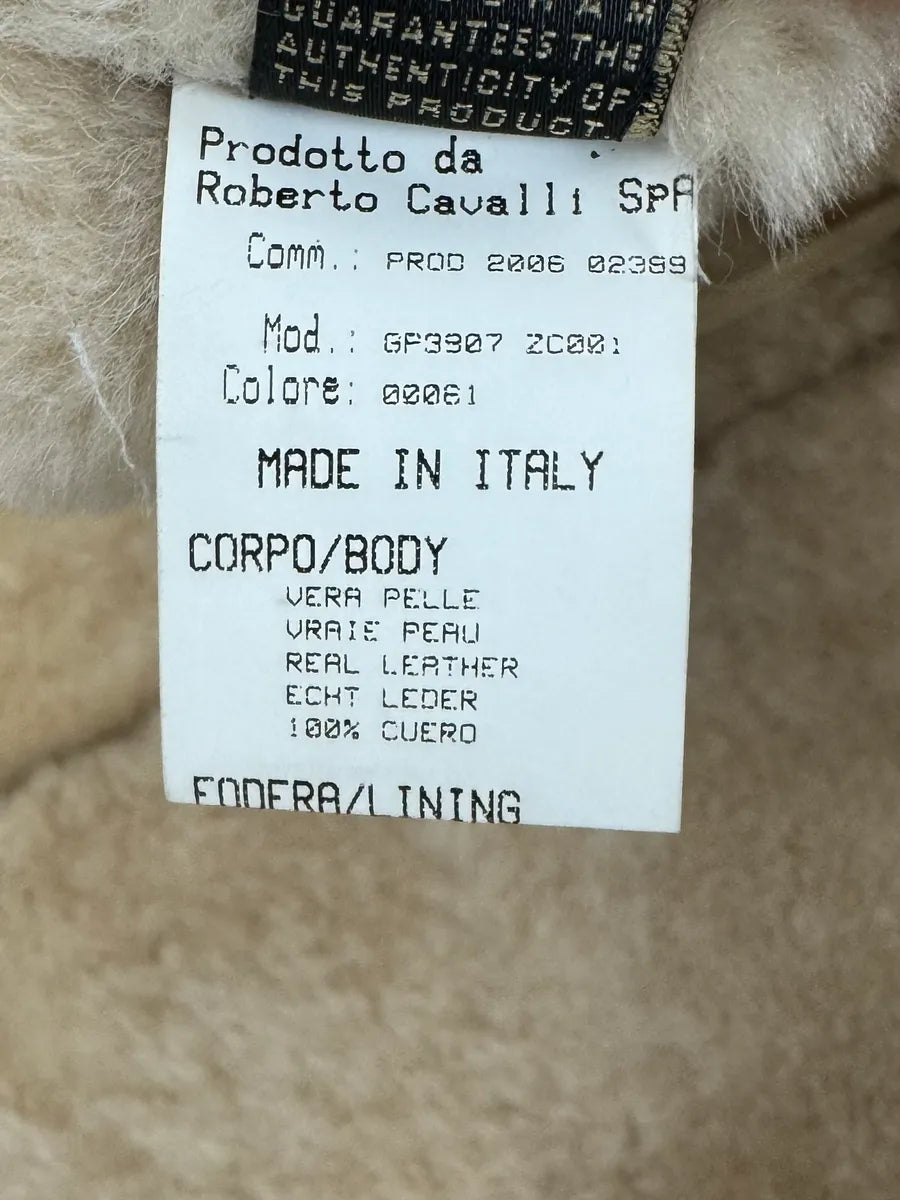 GUARANTEES THE
AUTHENTICITY OF
THIS PRODUCT.
Prodotto da
Roberto Cavalli SpA
Comm.: PROD 2006 02399
Mod.: GP3907 ZC001
Colore: 00061
MADE IN ITALY
CORPO/BODY
VERA PELLE
VRAIE PEAU
REAL LEATHER
ECHT LEDER
100% CUERO
FODERA/LINING